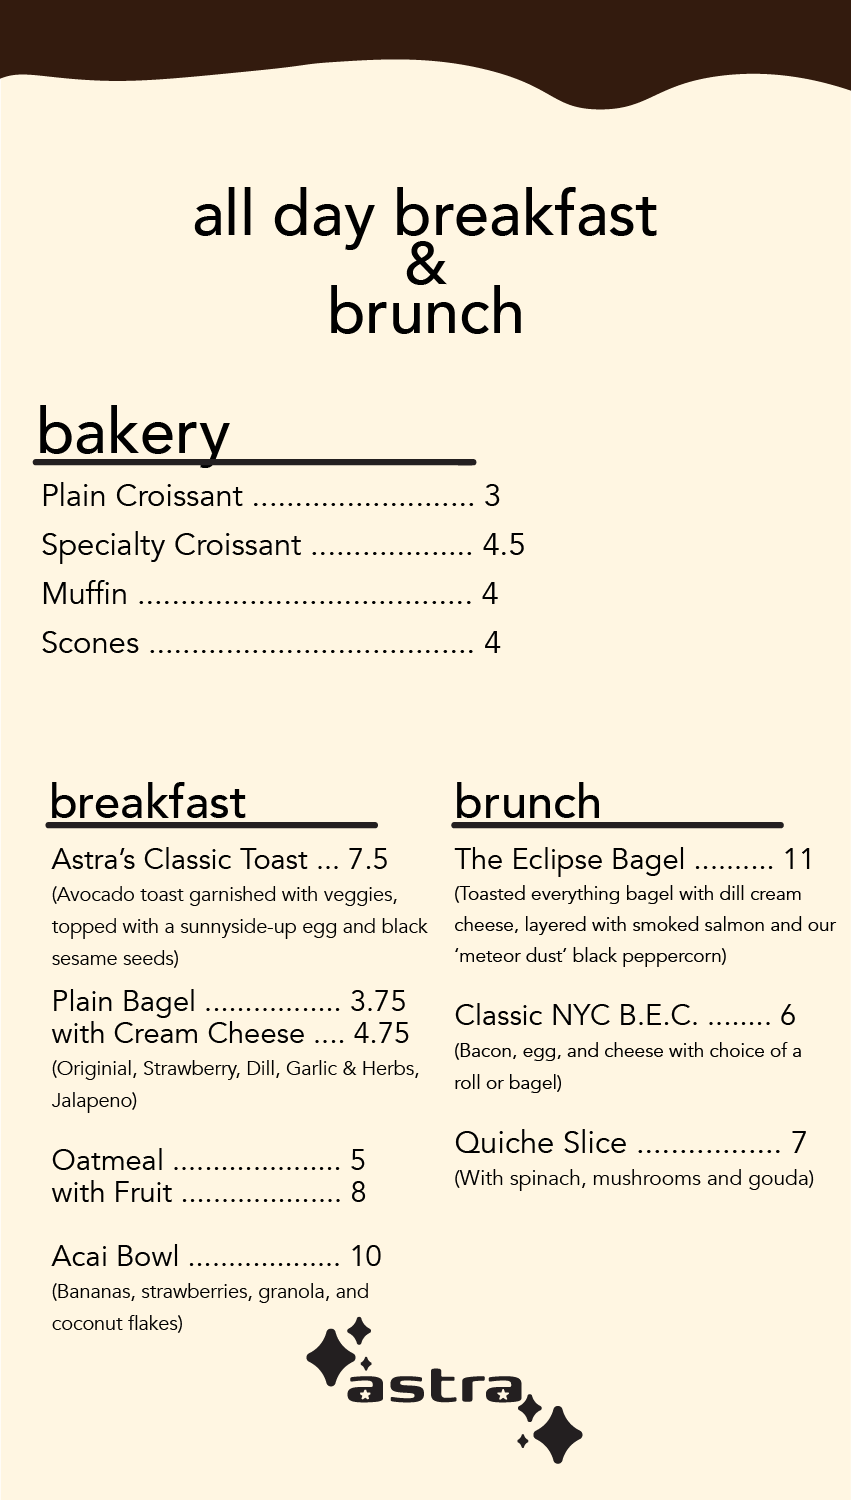 all day breakfast
&
brunch
bakery
Plain Croissant .......................... 3
Specialty Croissant ................... 4.5
Muffin ....................................... 4
Scones ...................................... 4
breakfast
Astra’s Classic Toast ... 7.5
(Avocado toast garnished with veggies,
topped with a sunnyside-up egg and black
sesame seeds)
Plain Bagel ................. 3.75
with Cream Cheese .... 4.75
(Originial, Strawberry, Dill, Garlic & Herbs,
Jalapeno)
Oatmeal ..................... 5
with Fruit .................... 8
Acai Bowl ................... 10
(Bananas, strawberries, granola, and
coconut flakes)
brunch
The Eclipse Bagel .......... 11
(Toasted everything bagel with dill cream
cheese, layered with smoked salmon and our
‘meteor dust’ black peppercorn)
Classic NYC B.E.C. ........ 6
(Bacon, egg, and cheese with choice of a
roll or bagel)
Quiche Slice ................. 7
(With spinach, mushrooms and gouda)
astra